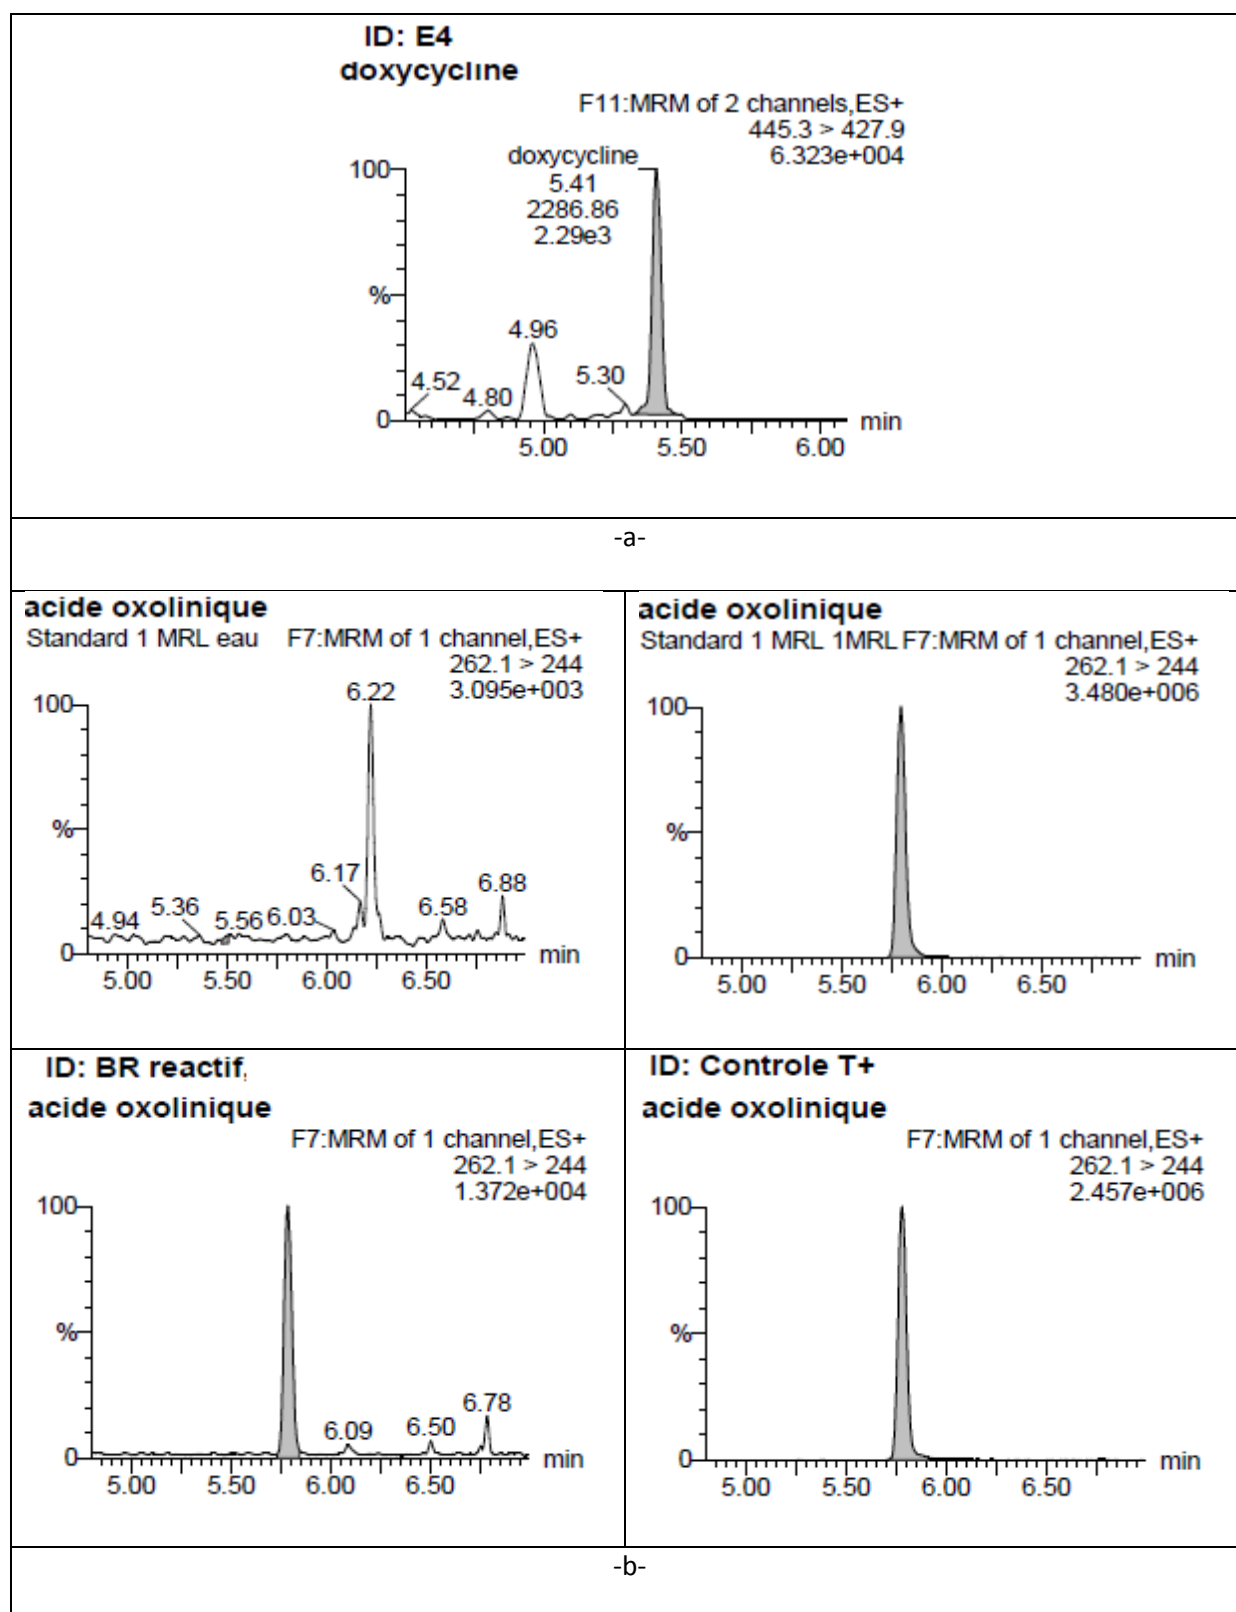 ID: E4
doxycycline
F11:MRM of 2 channels,ES+
445.3 > 427.9
6.323e+004
doxycycline
5.41
2286.86
2.29e3
100
%
0
4.52
4.80
4.96
5.30
5.00 5.50 6.00
min
-a-
acide oxolinique
Standard 1 MRL eau F7:MRM of 1 channel,ES+
262.1 > 244
3.095e+003
100
%
0
4.94
5.36
5.56
6.03
6.17
6.22
6.58
6.88
5.00 5.50 6.00 6.50
min
acide oxolinique
Standard 1 MRL 1MRL F7:MRM of 1 channel,ES+
262.1 > 244
3.480e+006
100
%
0
5.00 5.50 6.00 6.50
min
ID: BR reactif,
acide oxolinique
F7:MRM of 1 channel,ES+
262.1 > 244
1.372e+004
100
%
0
6.09
6.50
6.78
5.00 5.50 6.00 6.50
min
ID: Controle T+
acide oxolinique
F7:MRM of 1 channel,ES+
262.1 > 244
2.457e+006
100
%
0
5.00 5.50 6.00 6.50
min
-b-